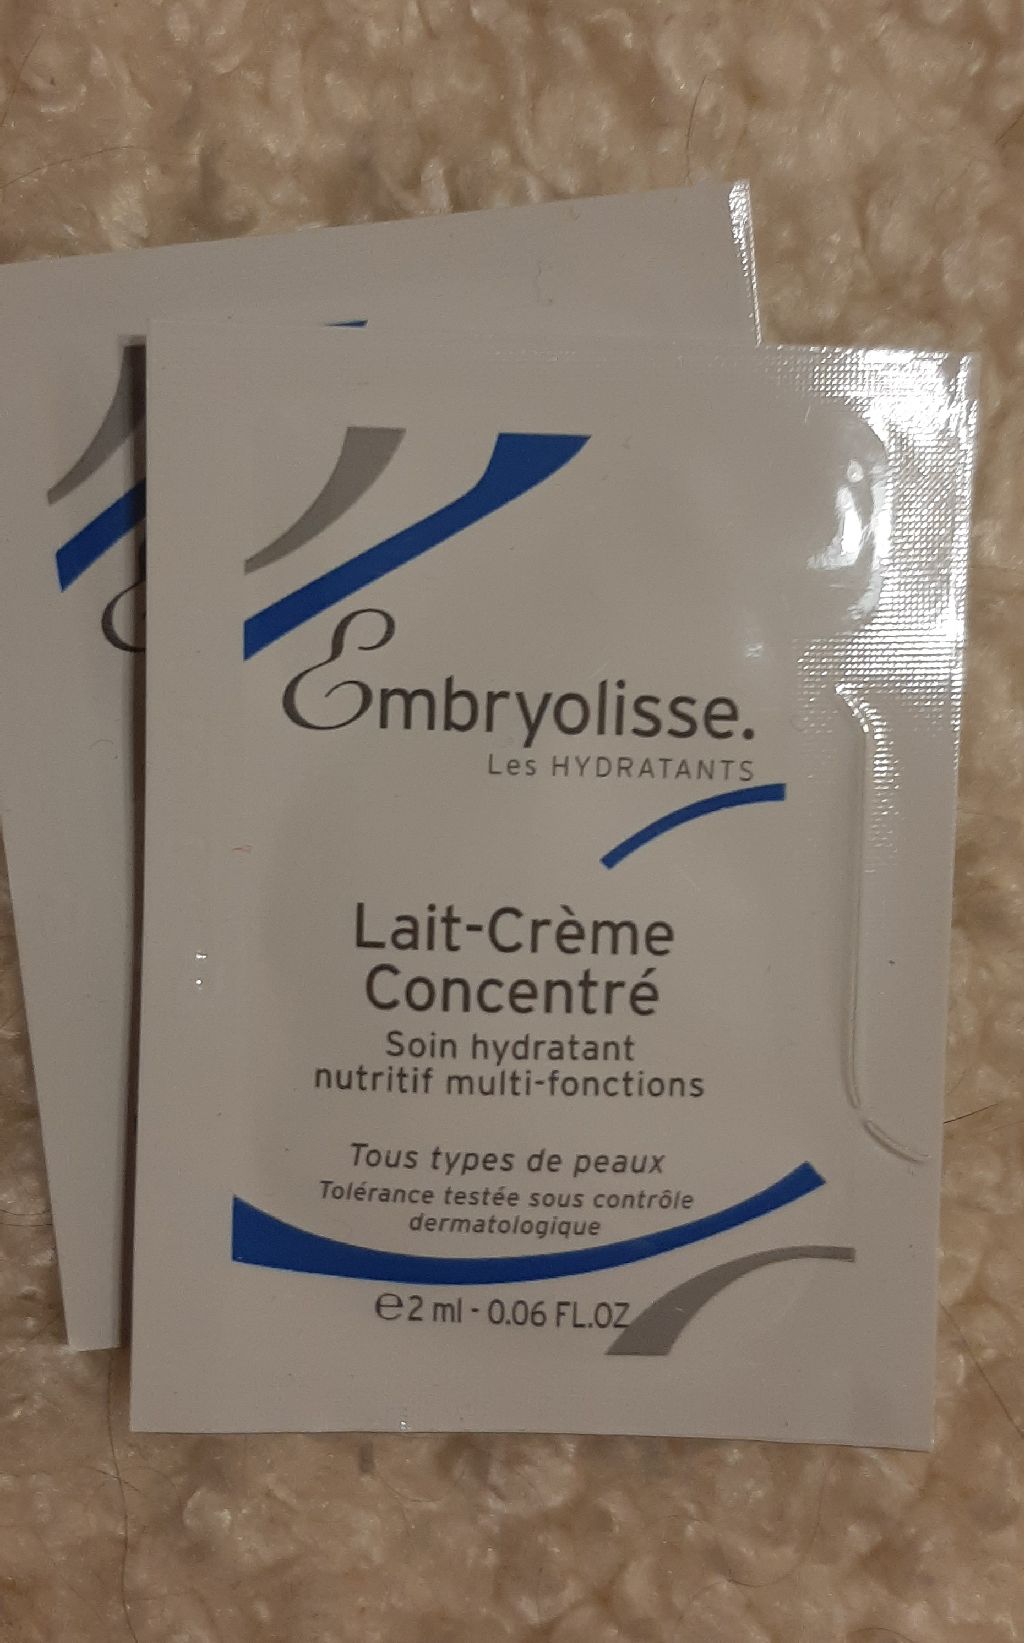 Embryolisse.
Les HYDRATANTS
Lait-Crème
Concentré
Soin hydratant
nutritif multi-fonctions
Tous types de peaux
Tolérance testée sous contrôle
dermatologique
℮2 ml - 0.06 FL.OZ